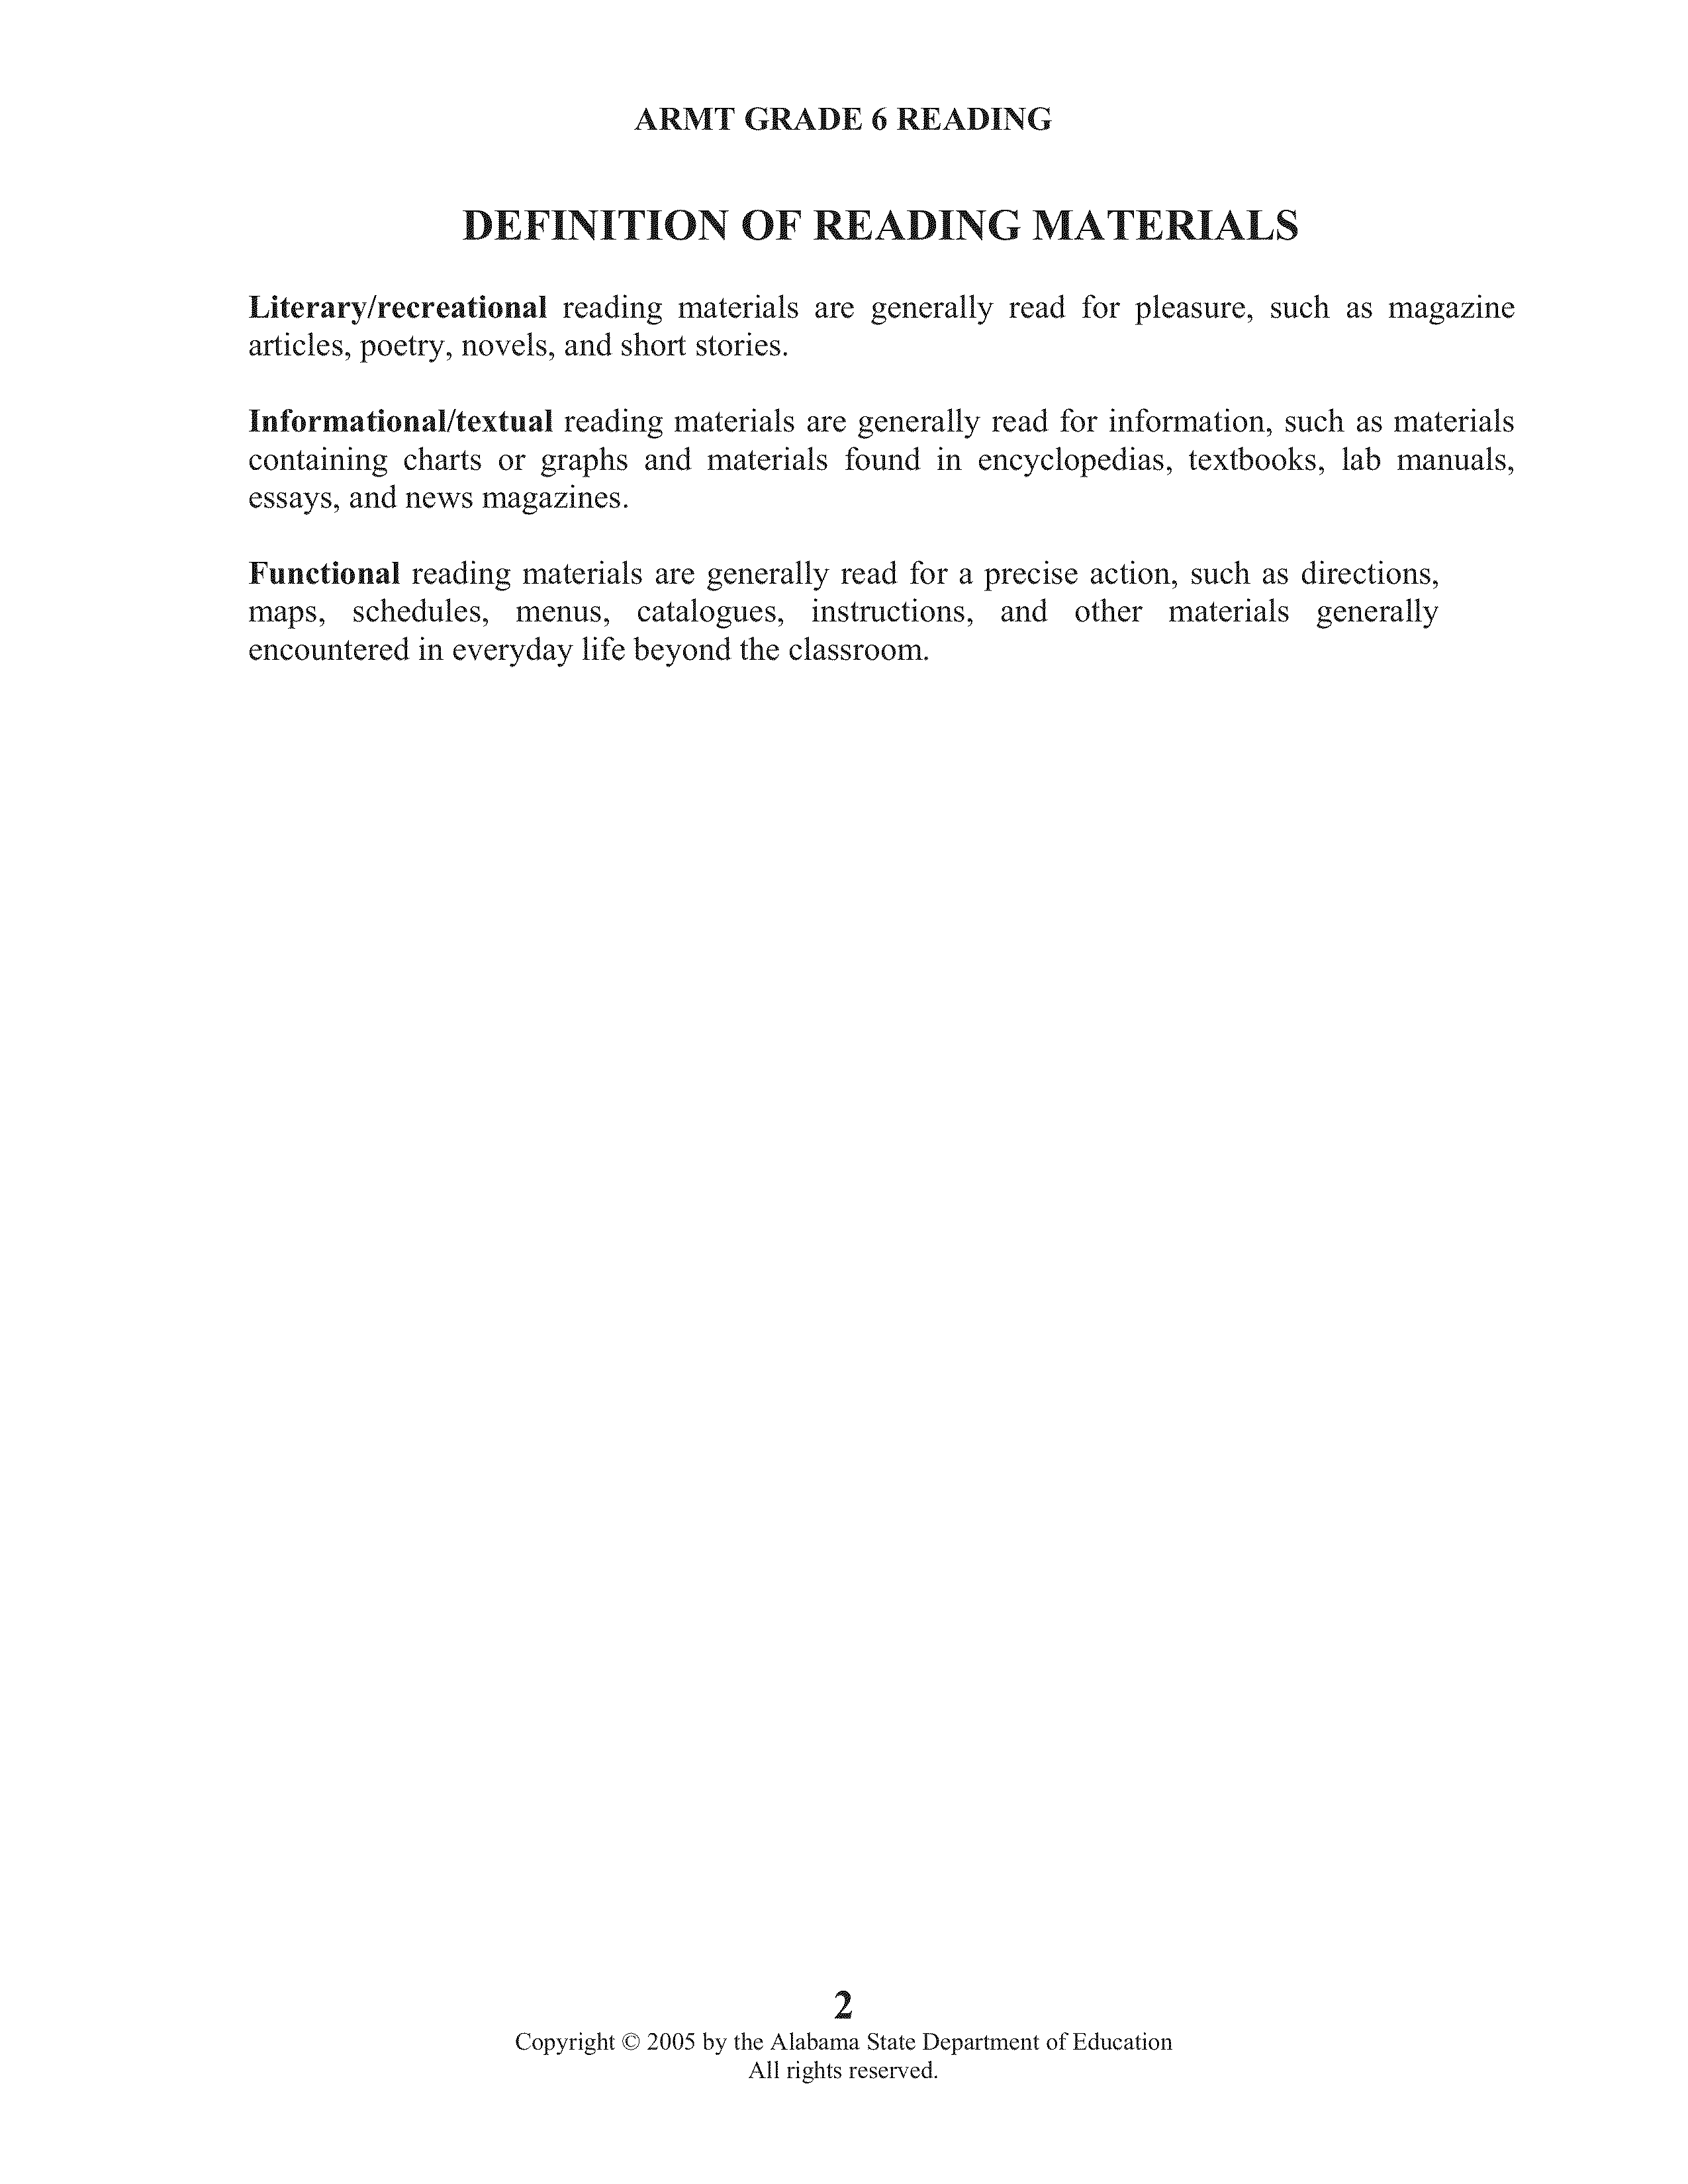 ARMT GRADE 6 READING
DEFINITION OF READING MATERIALS
Literary/recreational reading materials are generally read for pleasure, such as magazine
articles, poetry, novels, and short stories.
Informational/textual reading materials are generally read for information, such as materials
containing charts or graphs and materials found in encyclopedias, textbooks, lab manuals,
essays, and news magazines.
Functional reading materials are generally read for a precise action, such as directions,
maps, schedules, menus, catalogues, instructions, and other materials generally
encountered in everyday life beyond the classroom.
2
Copyright © 2005 by the Alabama State Department of Education
All rights reserved.